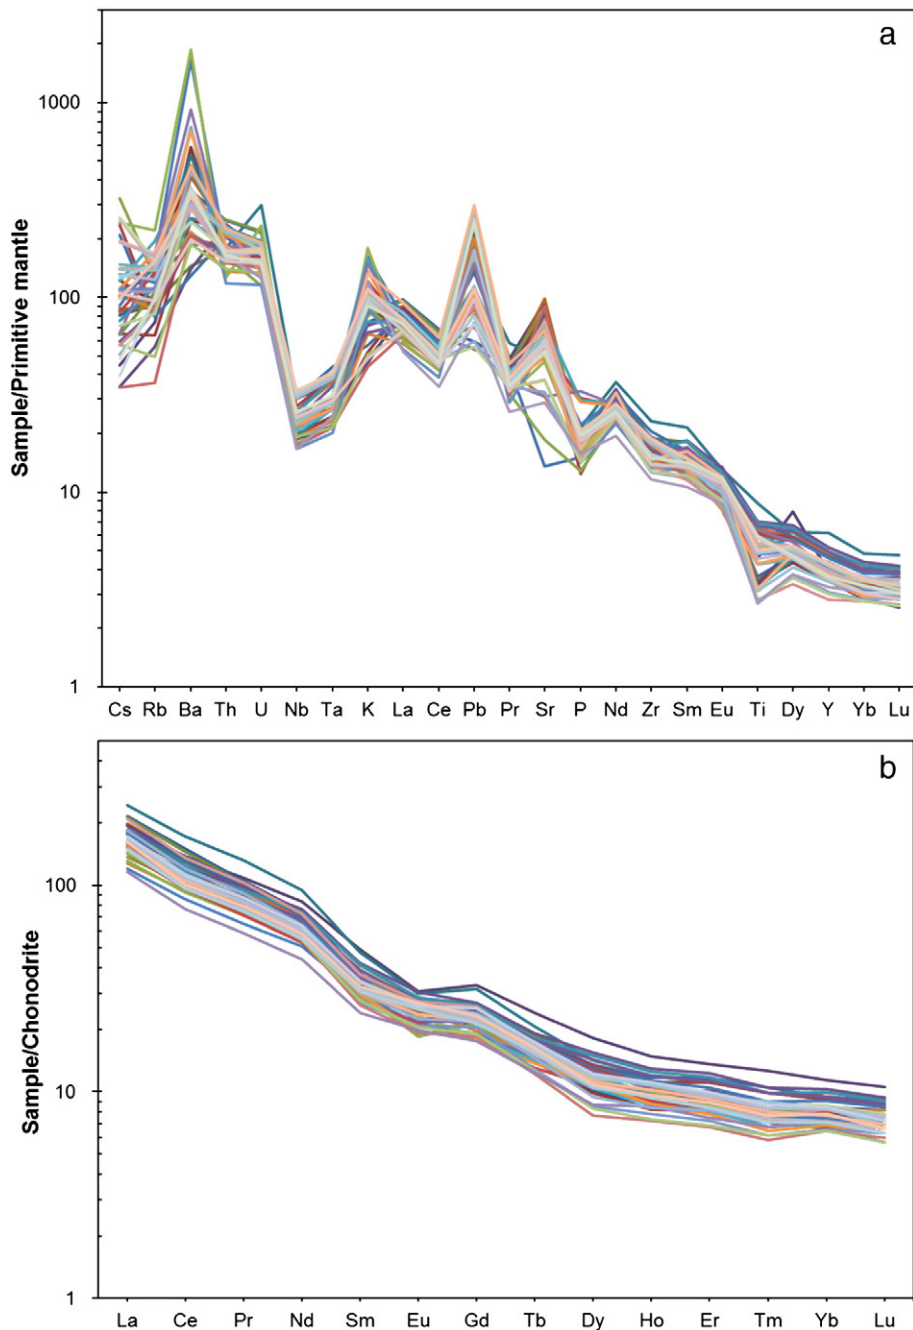 a
1000
100
10
1
Sample/Primitive mantle
Cs Rb Ba Th U Nb Ta K La Ce Pb Pr Sr P Nd Zr Sm Eu Ti Dy Y Yb Lu
b
100
10
1
Sample/Chonodrite
La Ce Pr Nd Sm Eu Gd Tb Dy Ho Er Tm Yb Lu